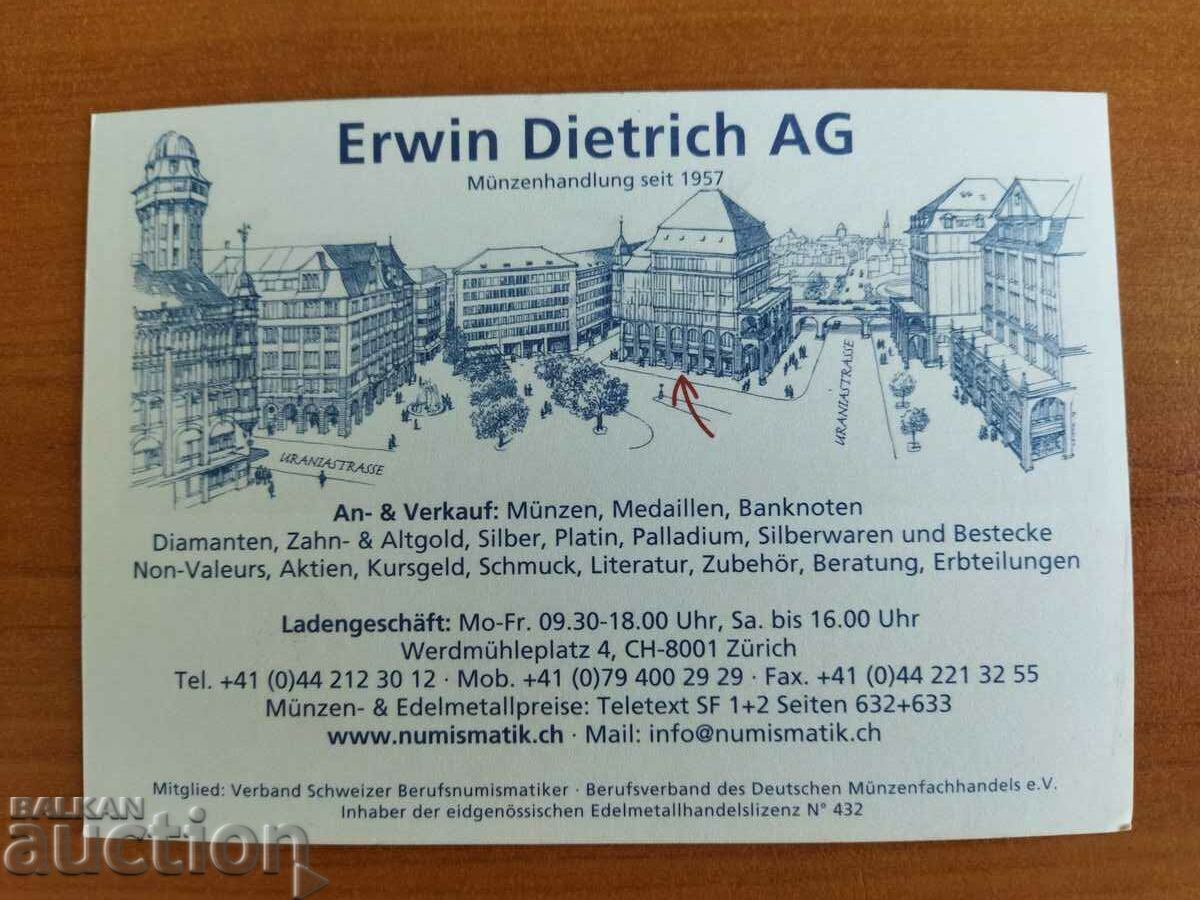 Erwin Dietrich AG
Münzenhandlung seit 1957
URANIASTRASSE
URANIASTRASSE
An- & Verkauf: Münzen, Medaillen, Banknoten
Diamanten, Zahn- & Altgold, Silber, Platin, Palladium, Silberwaren und Bestecke
Non-Valeurs, Aktien, Kursgeld, Schmuck, Literatur, Zubehör, Beratung, Erbteilungen
Ladengeschäft: Mo-Fr. 09.30-18.00 Uhr, Sa. bis 16.00 Uhr
Werdmühleplatz 4, CH-8001 Zürich
Tel. +41 (0)44 212 30 12 · Mob. +41 (0)79 400 29 29 · Fax. +41 (0)44 221 32 55
Münzen- & Edelmetallpreise: Teletext SF 1+2 Seiten 632+633
www.numismatik.ch · Mail: info@numismatik.ch
Mitglied: Verband Schweizer Berufsnumismatiker · Berufsverband des Deutschen Münzenfachhandels e.V.
Inhaber der eidgenössischen Edelmetallhandelslizenz N° 432
BALKAN
auction